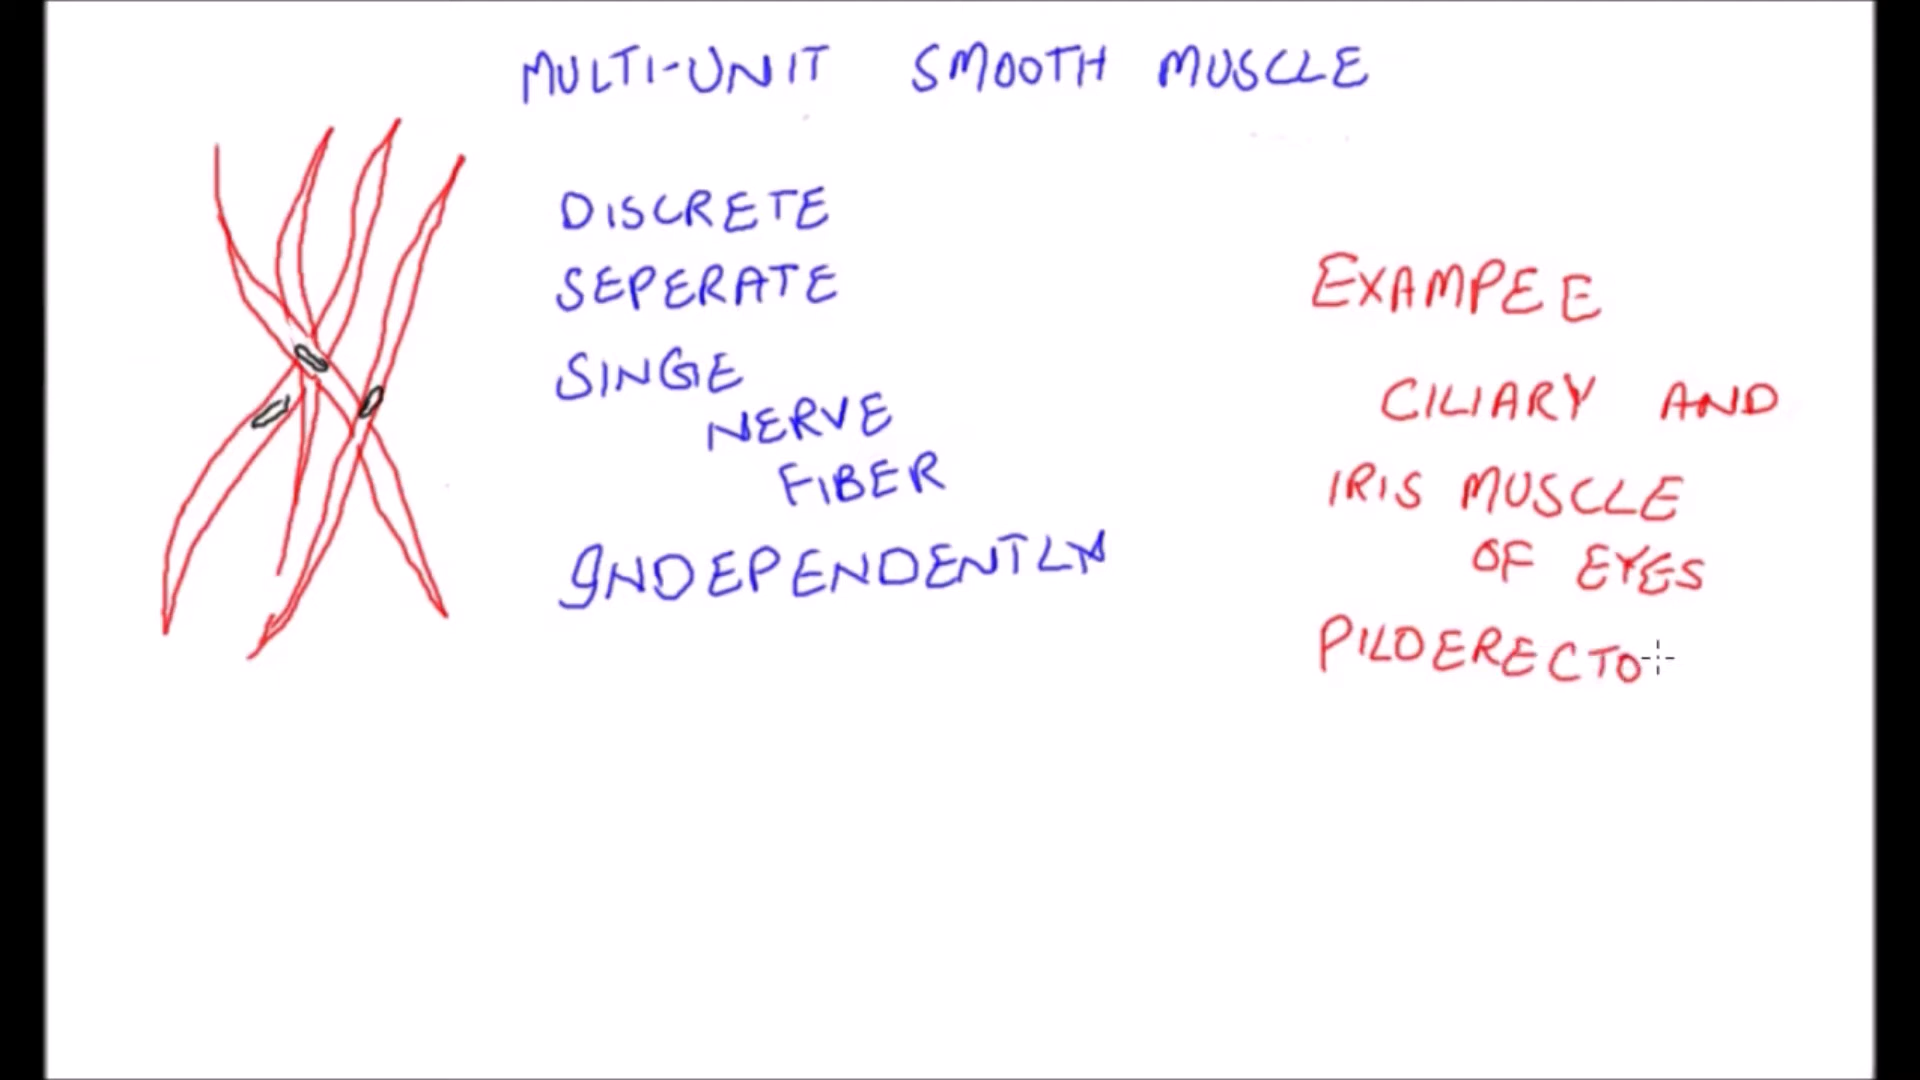 MULTI-UNIT SMOOTH MUSCLE
DISCRETE
SEPERATE
SINGE
NERVE
FIBER
INDEPENDENTLY
EXAMPEE
CILIARY AND
IRIS MUSCLE
OF EYES
PILOERECTO